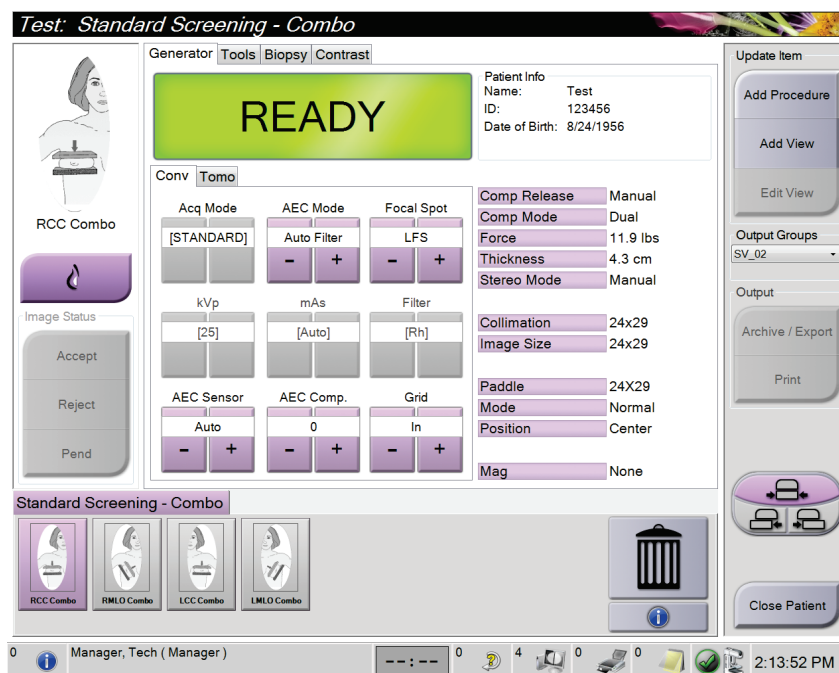 Test: Standard Screening - Combo
Generator Tools Biopsy Contrast
READY
Patient Info
Name: Test
ID: 123456
Date of Birth: 8/24/1956
RCC Combo
Image Status
Accept
Reject
Pend
Conv Tomo
Acq Mode AEC Mode Focal Spot
[STANDARD] Auto Filter LFS
- + - +
kVp mAs Filter
[25] [Auto] [Rh]
AEC Sensor AEC Comp. Grid
Auto 0 In
- + - + - +
Comp Release Manual
Comp Mode Dual
Force 11.9 lbs
Thickness 4.3 cm
Stereo Mode Manual
Collimation 24x29
Image Size 24x29
Paddle 24X29
Mode Normal
Position Center
Mag None
Update Item
Add Procedure
Add View
Edit View
Output Groups
SV_02
Output
Archive / Export
Print
Close Patient
Standard Screening - Combo
RCC Combo RMLO Combo LCC Combo LMLO Combo
0 Manager, Tech ( Manager ) --:-- 0 4 0 0 2:13:52 PM